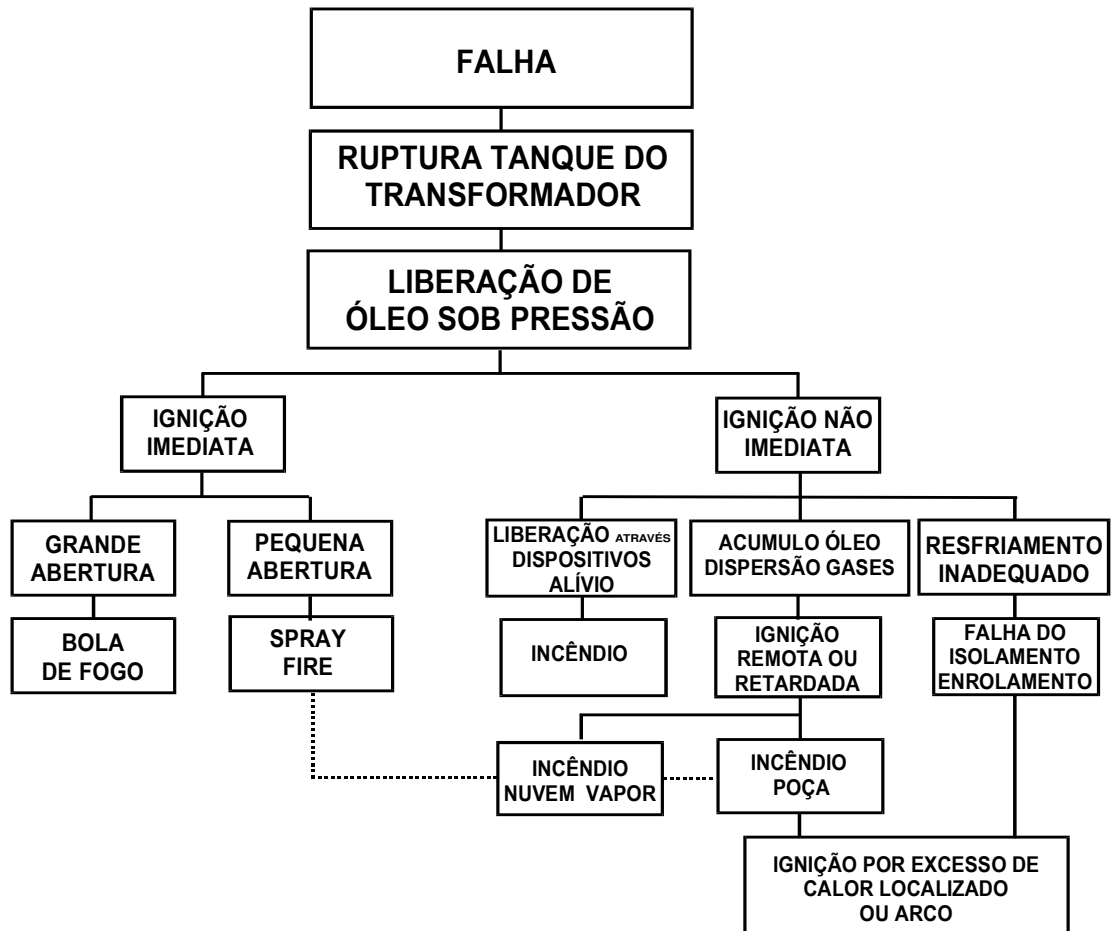 FALHA
RUPTURA TANQUE DO
TRANSFORMADOR
LIBERAÇÃO DE
ÓLEO SOB PRESSÃO
IGNIÇÃO
IMEDIATA
IGNIÇÃO NÃO
IMEDIATA
GRANDE
ABERTURA
PEQUENA
ABERTURA
LIBERAÇÃO ATRAVÉS
DISPOSITIVOS
ALÍVIO
ACUMULO ÓLEO
DISPERSÃO GASES
RESFRIAMENTO
INADEQUADO
BOLA
DE FOGO
SPRAY
FIRE
INCÊNDIO
IGNIÇÃO
REMOTA OU
RETARDADA
FALHA DO
ISOLAMENTO
ENROLAMENTO
INCÊNDIO
NUVEM VAPOR
INCÊNDIO
POÇA
IGNIÇÃO POR EXCESSO DE
CALOR LOCALIZADO
OU ARCO